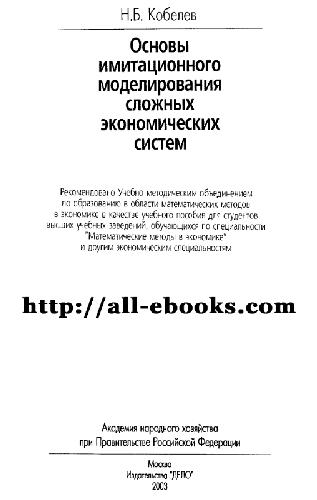 Н.Б. Кобелев
Основы
имитационного
моделирования
сложных
экономических
систем
Рекомендовано Учебно методическим объединением
по образованию в области математических методов
в экономике в качестве учебного пособия для студентов
высших учебных заведений, обучающихся по специальности
"Математические методы в экономике"
и другим экономическим специальностям
http://all-ebooks.com
Академия народного хозяйства
при Правительстве Российской Федерации
Москва
Издательство "ДЕЛО"
2003